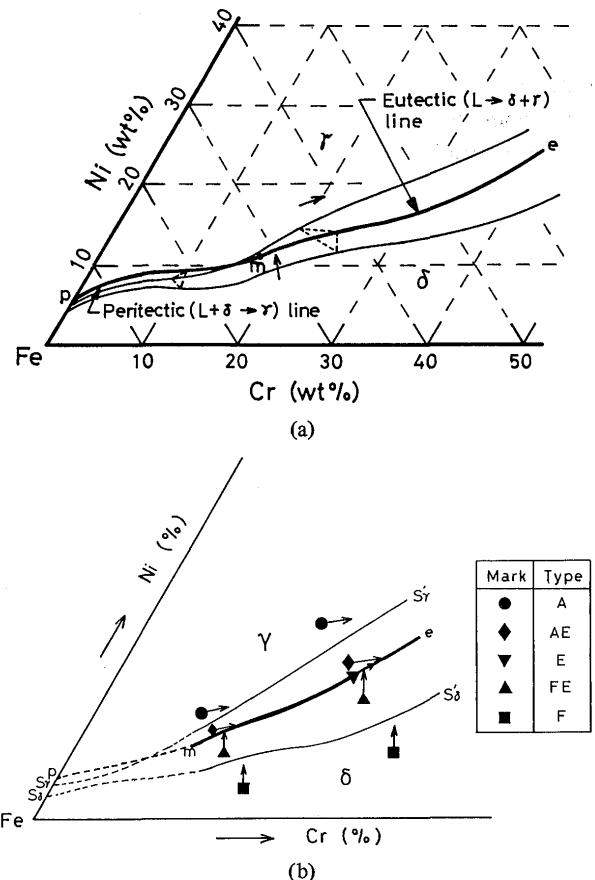 40
30
20
10
Ni (wt%)
Eutectic (L→δ+γ)
line
γ
e
m
δ
p
Peritectic (L+δ→γ) line
Fe
10
20
30
40
50
Cr (wt%)
(a)
Ni (%)
Mark Type
A
AE
E
FE
F
S'γ
e
γ
S'δ
m
p
Sγ
Sδ
δ
Fe
Cr (%)
(b)